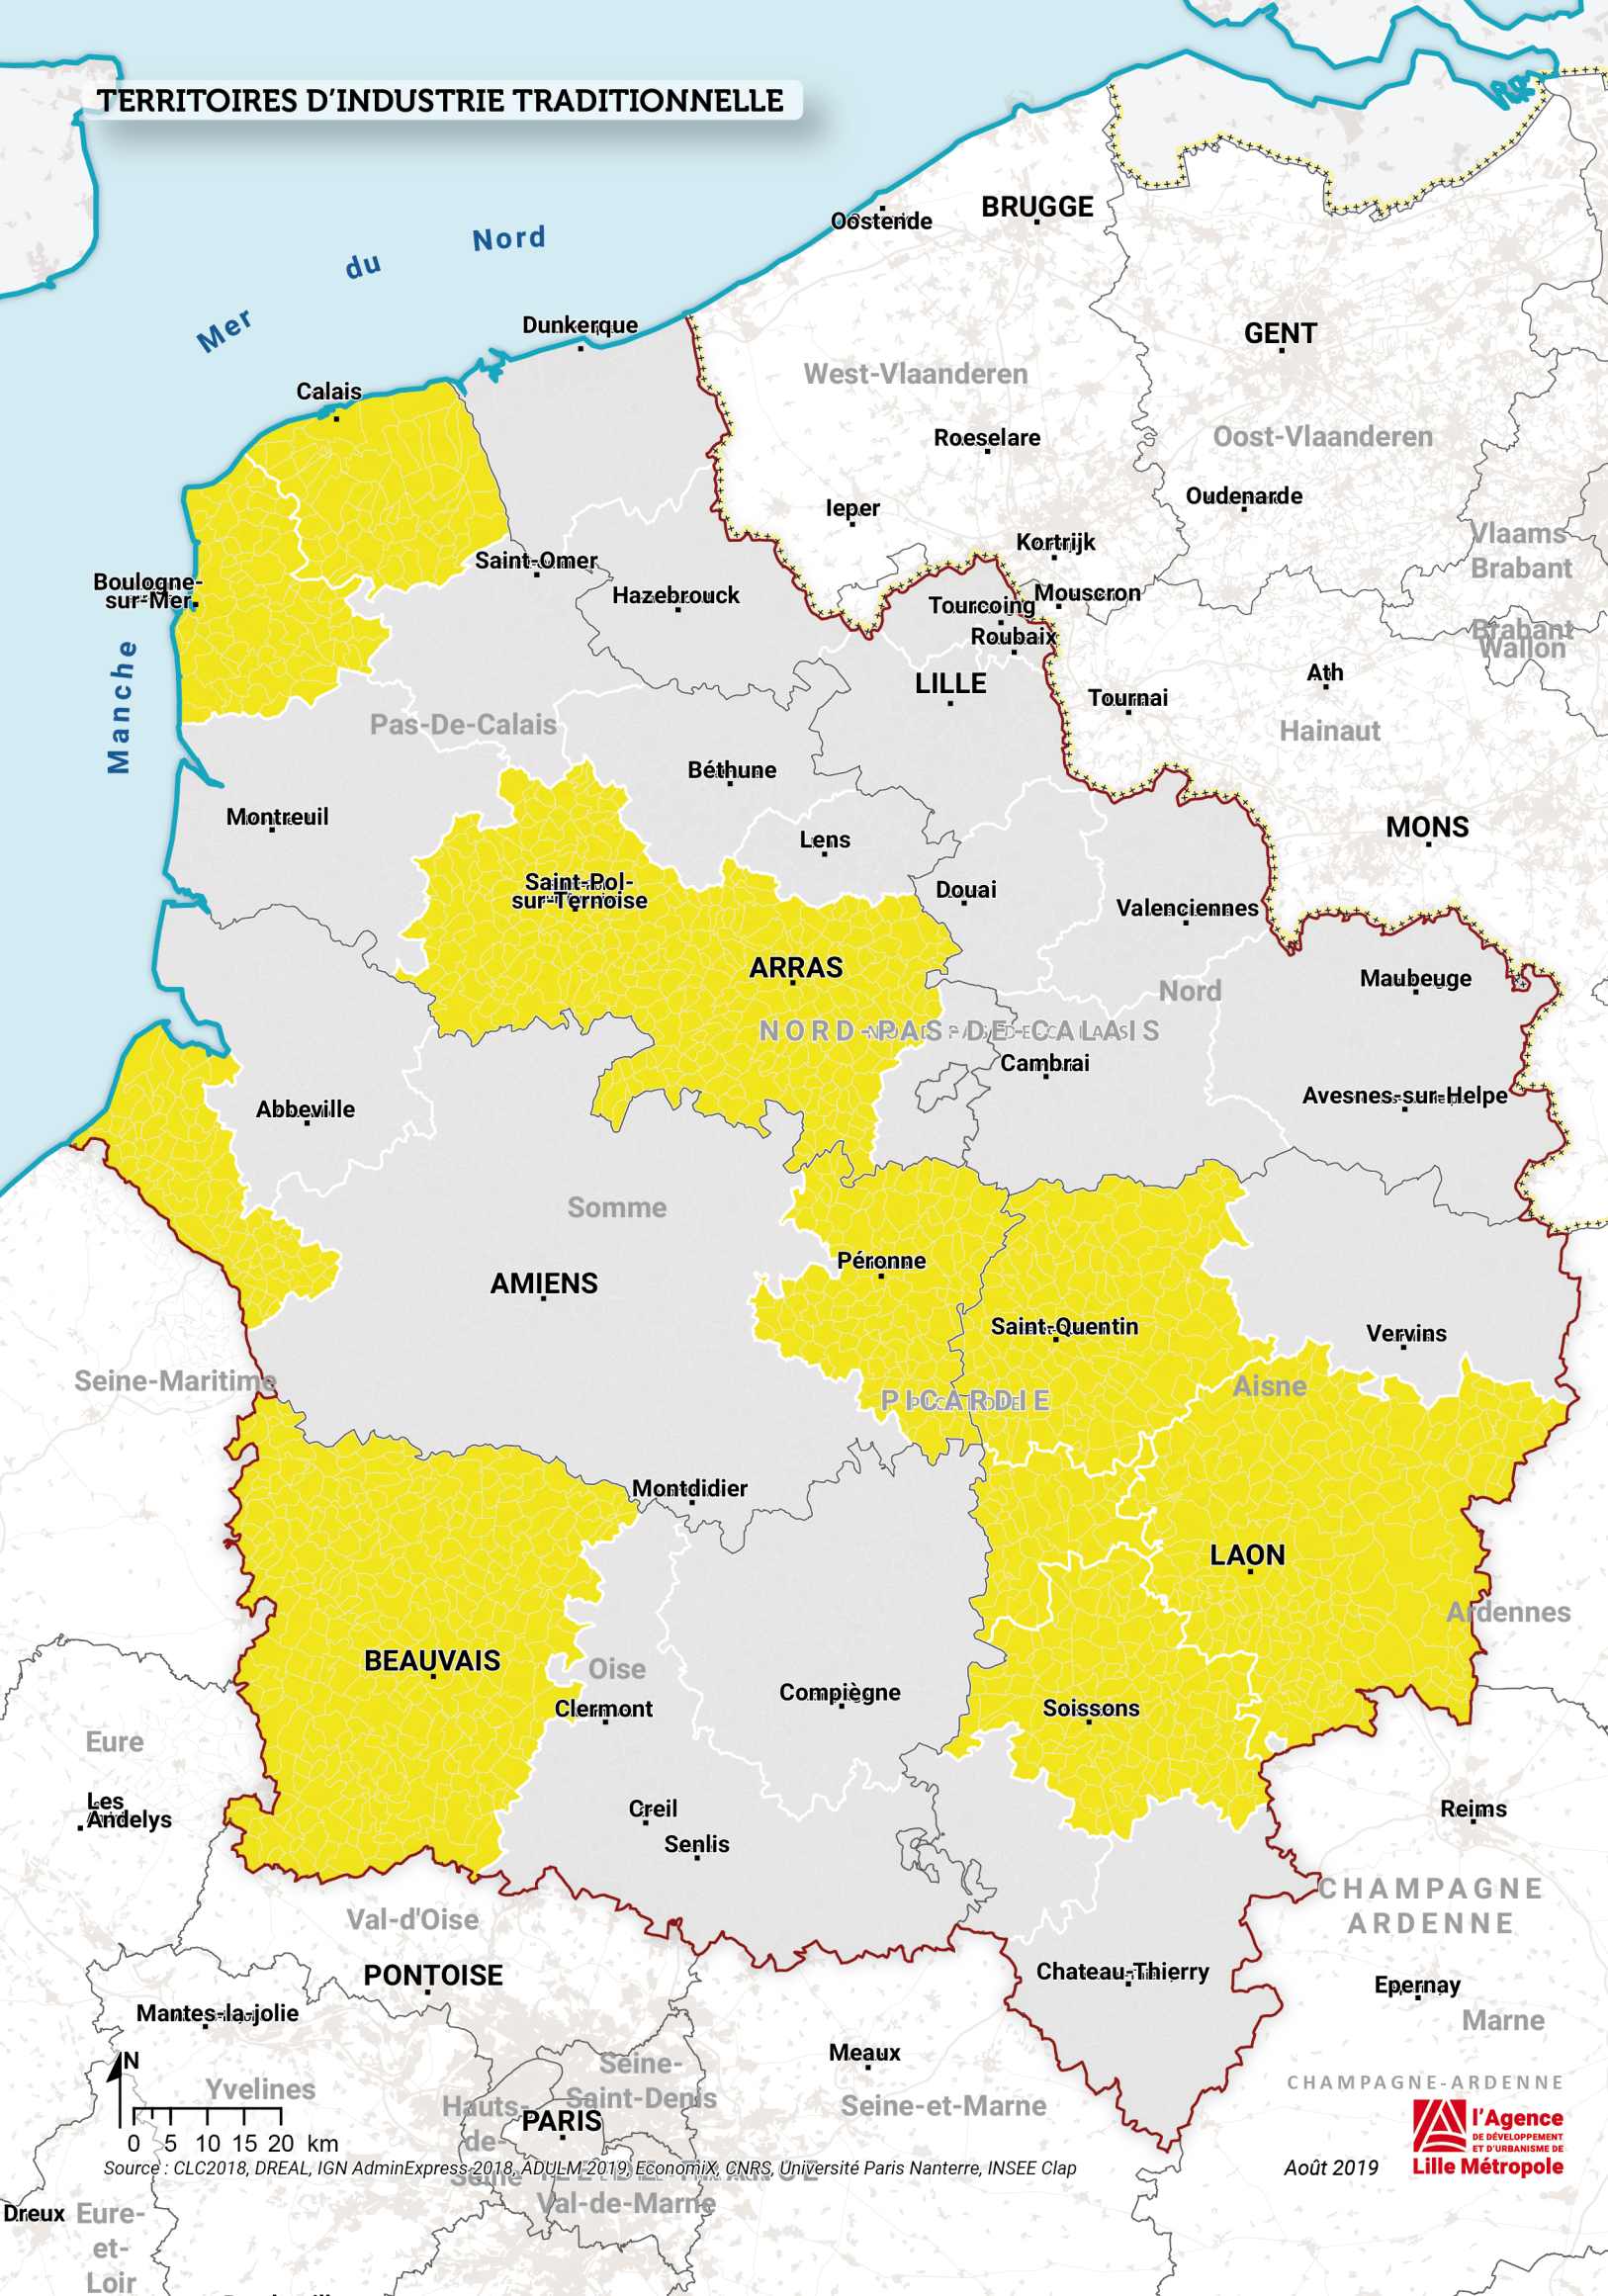 TERRITOIRES D'INDUSTRIE TRADITIONNELLE
Mer du Nord
Manche
Oostende
BRUGGE
Dunkerque
GENT
Calais
West-Vlaanderen
Roeselare
Oost-Vlaanderen
Oudenarde
Ieper
Kortrijk
Vlaams
Brabant
Saint-Omer
Boulogne-
sur-Mer
Hazebrouck
Tourcoing
Mouscron
Roubaix
Brabant
Wallon
LILLE
Ath
Tournai
Pas-De-Calais
Hainaut
Béthune
Montreuil
Lens
MONS
Saint-Pol-
sur-Ternoise
Douai
Valenciennes
ARRAS
Maubeuge
Nord
NORD-PAS-DE-CALAIS
Cambrai
Abbeville
Avesnes-sur-Helpe
Somme
Péronne
AMIENS
Saint-Quentin
Vervins
Seine-Maritime
Aisne
PICARDIE
Montdidier
LAON
Ardennes
BEAUVAIS
Oise
Compiègne
Clermont
Soissons
Eure
Les
Andelys
Creil
Reims
Senlis
CHAMPAGNE
ARDENNE
Val-d'Oise
PONTOISE
Chateau-Thierry
Epernay
Mantes-la-jolie
Marne
Meaux
N
Seine-
Saint-Denis
Yvelines
Hauts-
de-
Seine
PARIS
Seine-et-Marne
CHAMPAGNE-ARDENNE
0 5 10 15 20 km
l'Agence
DE DÉVELOPPEMENT
ET D'URBANISME DE
Lille Métropole
Source : CLC2018, DREAL, IGN AdminExpress 2018, ADULM 2019, EconomiX, CNRS, Université Paris Nanterre, INSEE Clap
Août 2019
Val-de-Marne
Dreux
Eure-
et-
Loir